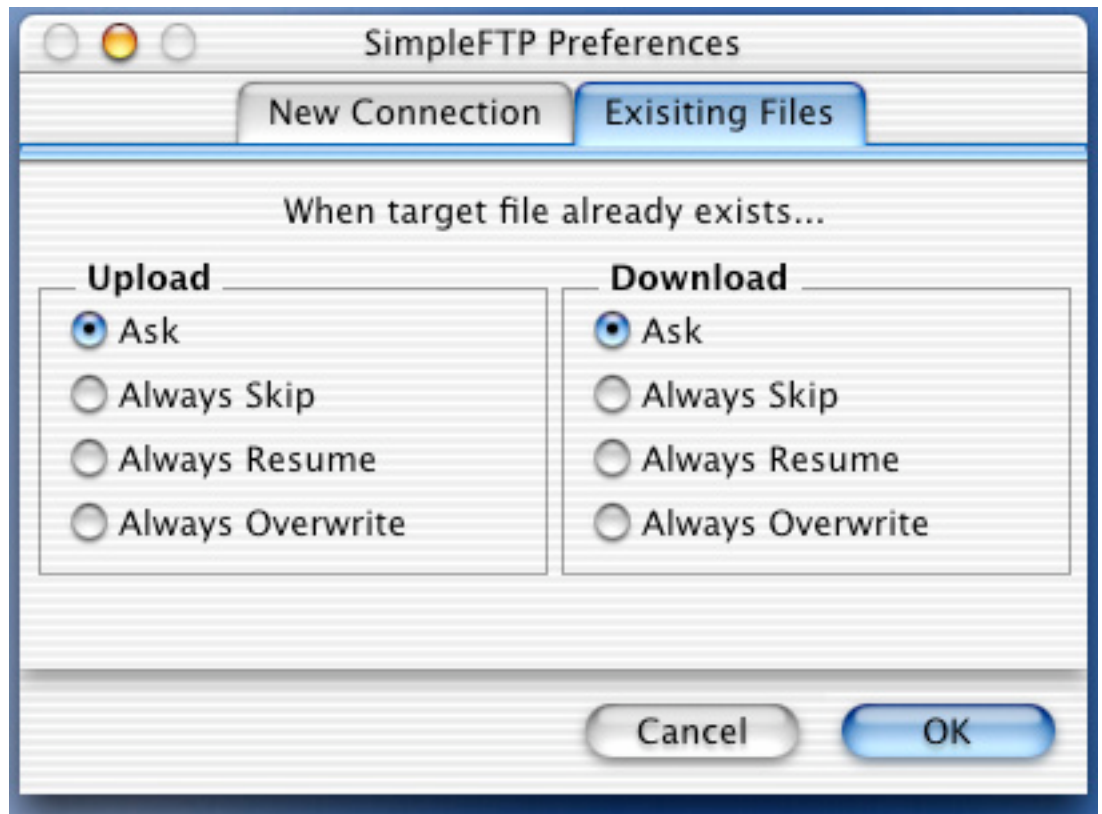 SimpleFTP Preferences
New Connection
Exisiting Files
When target file already exists...
Upload
Ask
Always Skip
Always Resume
Always Overwrite
Download
Ask
Always Skip
Always Resume
Always Overwrite
Cancel
OK